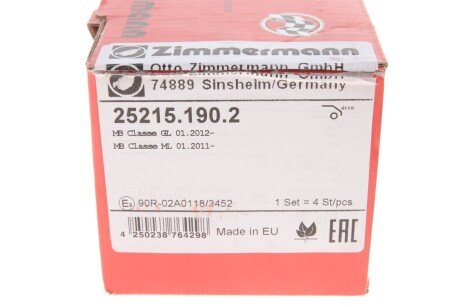 Zimmermann
Otto Zimmermann GmbH
74889 Sinsheim/Germany
25215.190.2
REAR
MB Classe GL 01.2012-
MB Classe ML 01.2011-
90R-02A0118/3452
1 Set = 4 St/pcs.
4 250238 764298
Made in EU
EAC